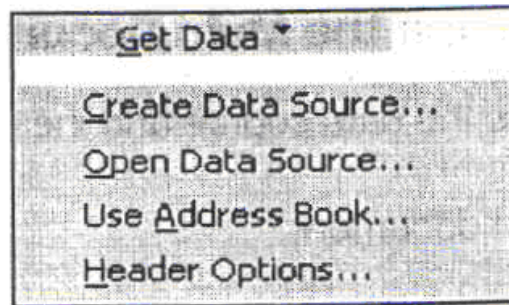 Get Data
Create Data Source...
Open Data Source...
Use Address Book...
Header Options...